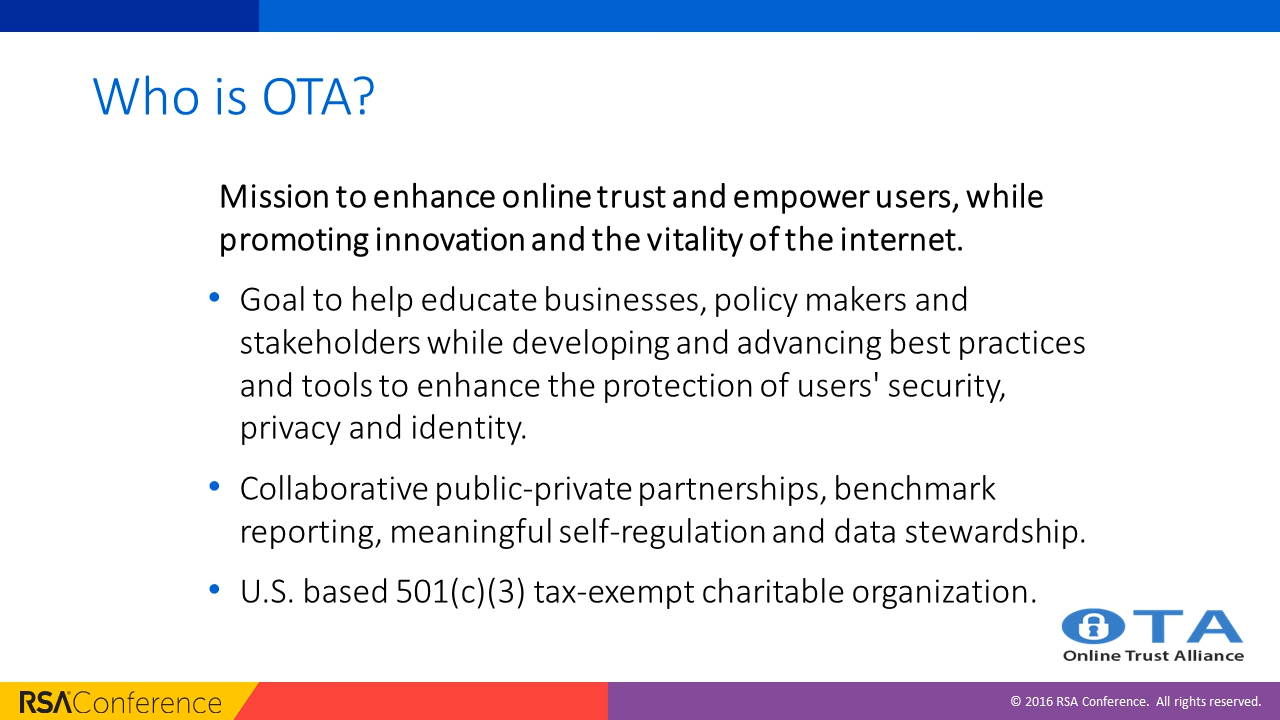 Who is OTA?
Mission to enhance online trust and empower users, while
promoting innovation and the vitality of the internet.
• Goal to help educate businesses, policy makers and
stakeholders while developing and advancing best practices
and tools to enhance the protection of users' security,
privacy and identity.
• Collaborative public-private partnerships, benchmark
reporting, meaningful self-regulation and data stewardship.
• U.S. based 501(c)(3) tax-exempt charitable organization.
OTA
Online Trust Alliance
RSA Conference
© 2016 RSA Conference. All rights reserved.